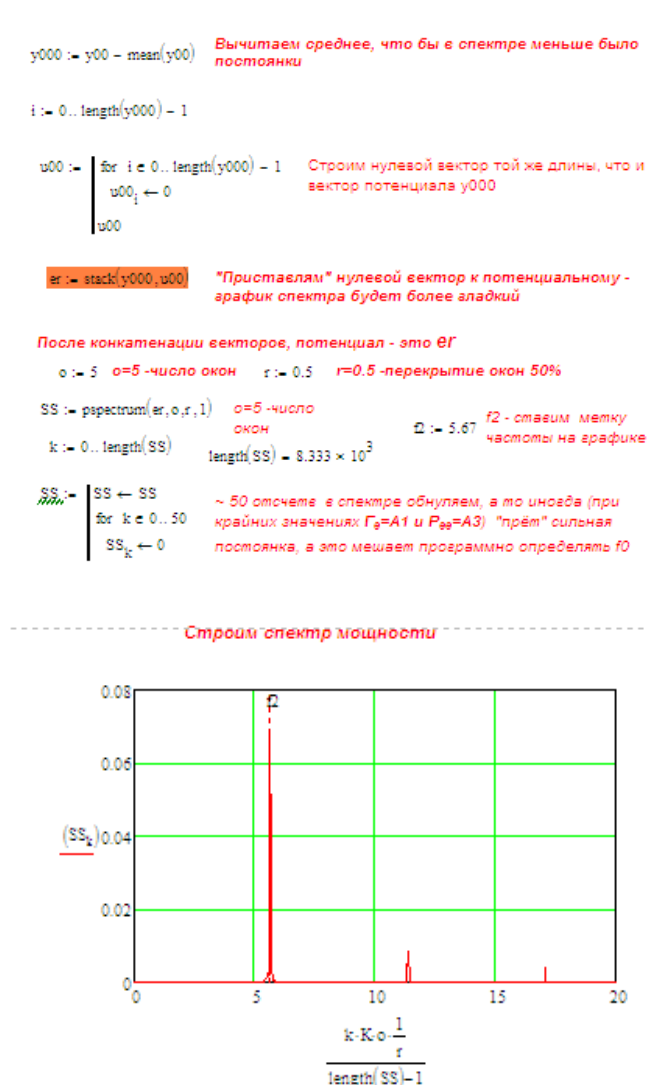 y000 := y00 − mean(y00) Вычитаем среднее, что бы в спектре меньше было
постоянки
i := 0.. length(y000) − 1
u00 := for i ∈ 0.. length(y000) − 1 Строим нулевой вектор той же длины, что и
u00i ← 0 вектор потенциала y000
u00
er := stack(y000, u00) "Приставлям" нулевой вектор к потенциальному -
график спектра будет более гладкий
После конкатенации векторов, потенциал - это er
o := 5 o=5 -число окон r := 0.5 r=0.5 -перекрытие окон 50%
SS := pspectrum(er, o, r, 1) o=5 -число
окон
f2 := 5.67 f2 - ставим метку
частоты на графике
k := 0.. length(SS) length(SS) = 8.333 × 10^3
SS := SS ← SS ~ 50 отсчете в спектре обнуляем, а то иногда (при
for k ∈ 0.. 50 крайних значениях Гe=A1 и Pээ=A3) "прёт" сильная
SSk ← 0 постоянка, а это мешает программно определять f0
Строим спектр мощности
0.08
f2
0.06
(SSk) 0.04
0.02
0
0 5 10 15 20
k·K·o·1/r
length(SS)−1